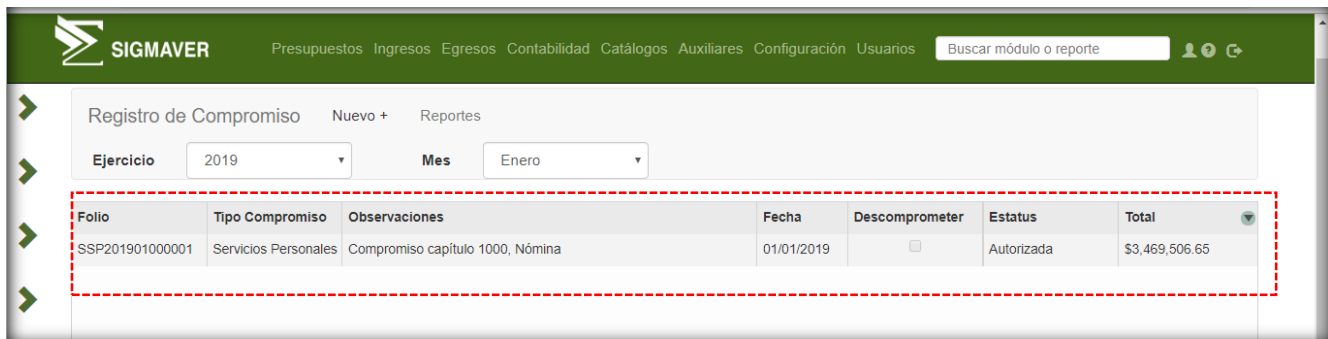 SIGMAVER Presupuestos Ingresos Egresos Contabilidad Catálogos Auxiliares Configuración Usuarios Buscar módulo o reporte
Registro de Compromiso Nuevo + Reportes
Ejercicio 2019 Mes Enero
Folio Tipo Compromiso Observaciones Fecha Descomprometer Estatus Total
SSP201901000001 Servicios Personales Compromiso capítulo 1000, Nómina 01/01/2019 Autorizada $3,469,506.65